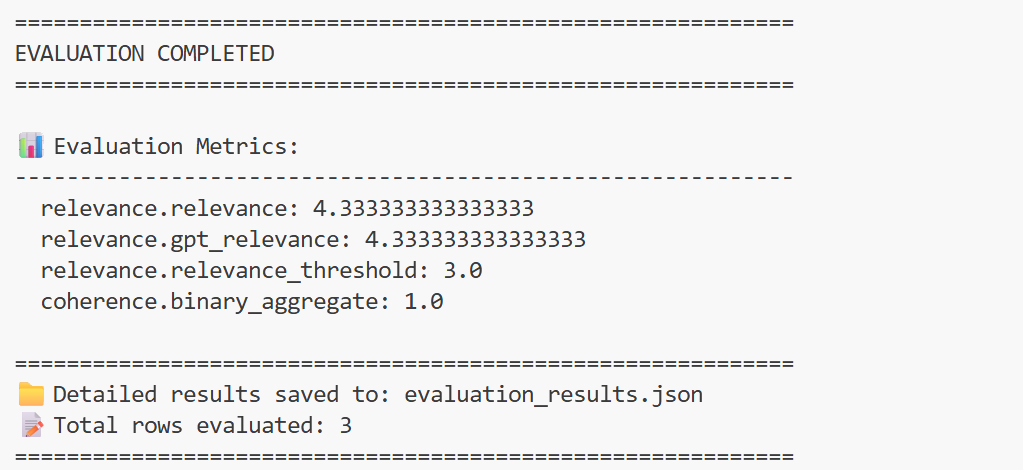 ============================================================
EVALUATION COMPLETED
============================================================
📊 Evaluation Metrics:
------------------------------------------------------------
relevance.relevance: 4.333333333333333
relevance.gpt_relevance: 4.333333333333333
relevance.relevance_threshold: 3.0
coherence.binary_aggregate: 1.0
============================================================
📁 Detailed results saved to: evaluation_results.json
📝 Total rows evaluated: 3
============================================================